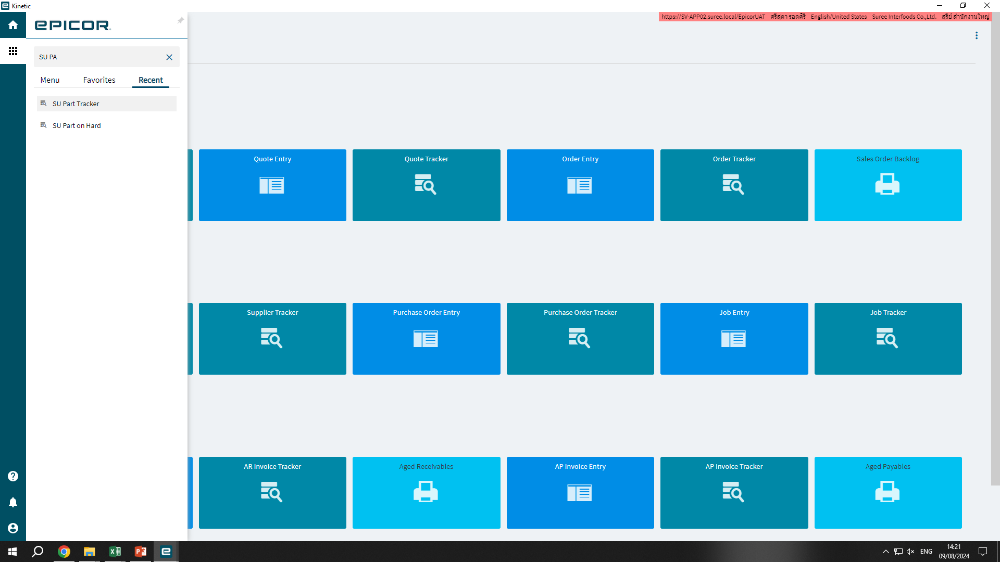 Kinetic
https://SV-APP02.suree.local/EpicorUAT ศรีสุดา รอดศิริ English/United States Suree Interfoods Co.,Ltd. สุรีย์ สำนักงานใหญ่
EPICOR
SU PA
Menu Favorites Recent
SU Part Tracker
SU Part on Hard
Quote Entry Quote Tracker Order Entry Order Tracker Sales Order Backlog
Supplier Tracker Purchase Order Entry Purchase Order Tracker Job Entry Job Tracker
AR Invoice Tracker Aged Receivables AP Invoice Entry AP Invoice Tracker Aged Payables
ENG
14:21
09/08/2024